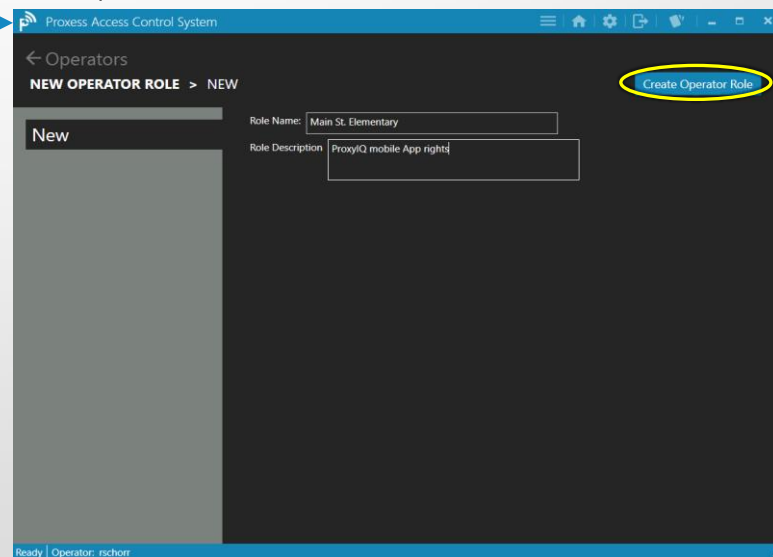 Proxess Access Control System
Operators
NEW OPERATOR ROLE > NEW
Create Operator Role
New
Role Name: Main St. Elementary
Role Description ProxyIQ mobile App rights
Ready Operator: rschorr